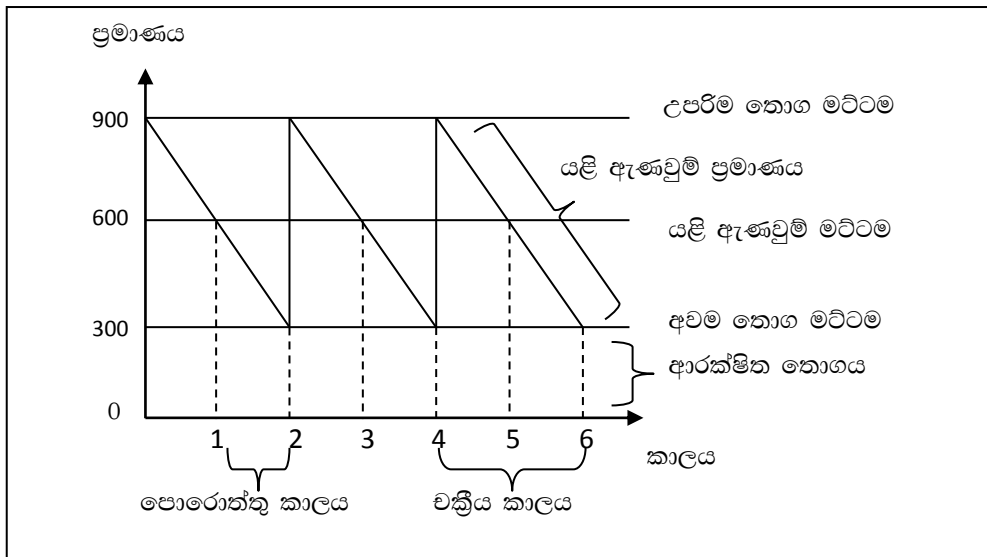 ප්‍රමාණය
900
උපරිම තොග මට්ටම
යළි ඇණවුම් ප්‍රමාණය
600
යළි ඇණවුම් මට්ටම
300
අවම තොග මට්ටම
ආරක්ෂිත තොගය
0
1 2 3 4 5 6
කාලය
පොරොත්තු කාලය චක්‍රීය කාලය